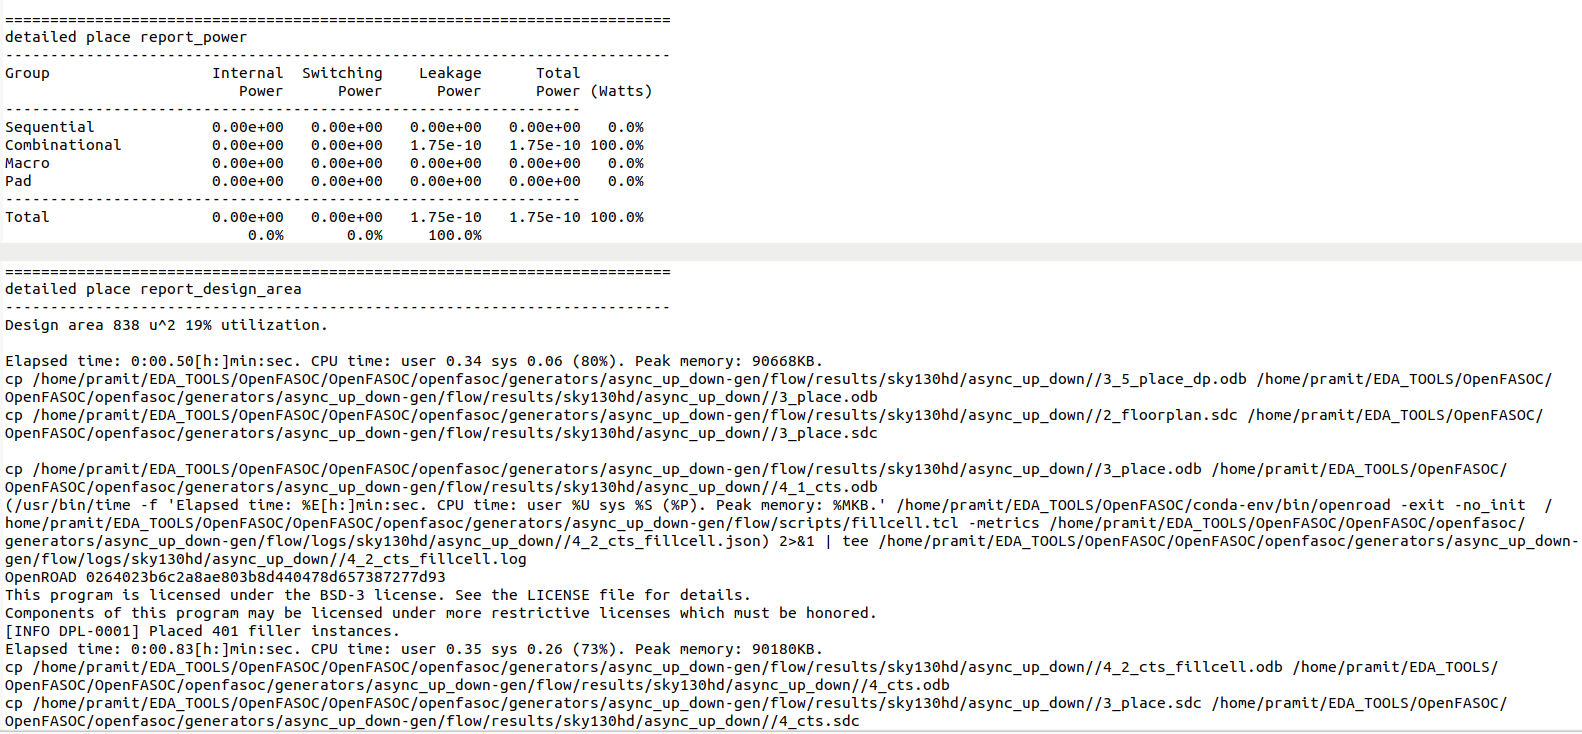 ==========================================================================
detailed place report_power
--------------------------------------------------------------------------
Group                  Internal  Switching    Leakage      Total
                          Power      Power      Power      Power (Watts)
----------------------------------------------------------------
Sequential             0.00e+00   0.00e+00   0.00e+00   0.00e+00   0.0%
Combinational          0.00e+00   0.00e+00   1.75e-10   1.75e-10 100.0%
Macro                  0.00e+00   0.00e+00   0.00e+00   0.00e+00   0.0%
Pad                    0.00e+00   0.00e+00   0.00e+00   0.00e+00   0.0%
----------------------------------------------------------------
Total                  0.00e+00   0.00e+00   1.75e-10   1.75e-10 100.0%
                           0.0%       0.0%     100.0%
==========================================================================
detailed place report_design_area
--------------------------------------------------------------------------
Design area 838 u^2 19% utilization.
Elapsed time: 0:00.50[h:]min:sec. CPU time: user 0.34 sys 0.06 (80%). Peak memory: 90668KB.
cp /home/pramit/EDA_TOOLS/OpenFASOC/OpenFASOC/openfasoc/generators/async_up_down-gen/flow/results/sky130hd/async_up_down//3_5_place_dp.odb /home/pramit/EDA_TOOLS/OpenFASOC/
OpenFASOC/openfasoc/generators/async_up_down-gen/flow/results/sky130hd/async_up_down//3_place.odb
cp /home/pramit/EDA_TOOLS/OpenFASOC/OpenFASOC/openfasoc/generators/async_up_down-gen/flow/results/sky130hd/async_up_down//2_floorplan.sdc /home/pramit/EDA_TOOLS/OpenFASOC/
OpenFASOC/openfasoc/generators/async_up_down-gen/flow/results/sky130hd/async_up_down//3_place.sdc
cp /home/pramit/EDA_TOOLS/OpenFASOC/OpenFASOC/openfasoc/generators/async_up_down-gen/flow/results/sky130hd/async_up_down//3_place.odb /home/pramit/EDA_TOOLS/OpenFASOC/
OpenFASOC/openfasoc/generators/async_up_down-gen/flow/results/sky130hd/async_up_down//4_1_cts.odb
(/usr/bin/time -f 'Elapsed time: %E[h:]min:sec. CPU time: user %U sys %S (%P). Peak memory: %MKB.' /home/pramit/EDA_TOOLS/OpenFASOC/conda-env/bin/openroad -exit -no_init  /
home/pramit/EDA_TOOLS/OpenFASOC/OpenFASOC/openfasoc/generators/async_up_down-gen/flow/scripts/fillcell.tcl -metrics /home/pramit/EDA_TOOLS/OpenFASOC/OpenFASOC/openfasoc/
generators/async_up_down-gen/flow/logs/sky130hd/async_up_down//4_2_cts_fillcell.json) 2>&1 | tee /home/pramit/EDA_TOOLS/OpenFASOC/OpenFASOC/openfasoc/generators/async_up_down-
gen/flow/logs/sky130hd/async_up_down//4_2_cts_fillcell.log
OpenROAD 0264023b6c2a8ae803b8d440478d657387277d93
This program is licensed under the BSD-3 license. See the LICENSE file for details.
Components of this program may be licensed under more restrictive licenses which must be honored.
[INFO DPL-0001] Placed 401 filler instances.
Elapsed time: 0:00.83[h:]min:sec. CPU time: user 0.35 sys 0.26 (73%). Peak memory: 90180KB.
cp /home/pramit/EDA_TOOLS/OpenFASOC/OpenFASOC/openfasoc/generators/async_up_down-gen/flow/results/sky130hd/async_up_down//4_2_cts_fillcell.odb /home/pramit/EDA_TOOLS/
OpenFASOC/OpenFASOC/openfasoc/generators/async_up_down-gen/flow/results/sky130hd/async_up_down//4_cts.odb
cp /home/pramit/EDA_TOOLS/OpenFASOC/OpenFASOC/openfasoc/generators/async_up_down-gen/flow/results/sky130hd/async_up_down//3_place.sdc /home/pramit/EDA_TOOLS/OpenFASOC/
OpenFASOC/openfasoc/generators/async_up_down-gen/flow/results/sky130hd/async_up_down//4_cts.sdc